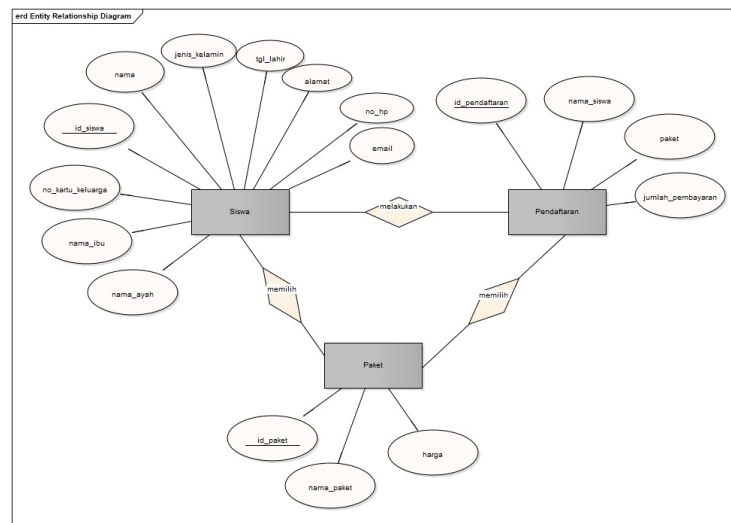 erd Entity Relationship Diagram
jenis_kelamin
tgl_lahir
nama
alamat
no_hp
id_siswa
email
no_kartu_keluarga
nama_ibu
nama_ayah
Siswa
melakukan
id_pendaftaran
nama_siswa
paket
jumlah_pembayaran
Pendaftaran
memilih
memilih
Paket
id_paket
nama_paket
harga